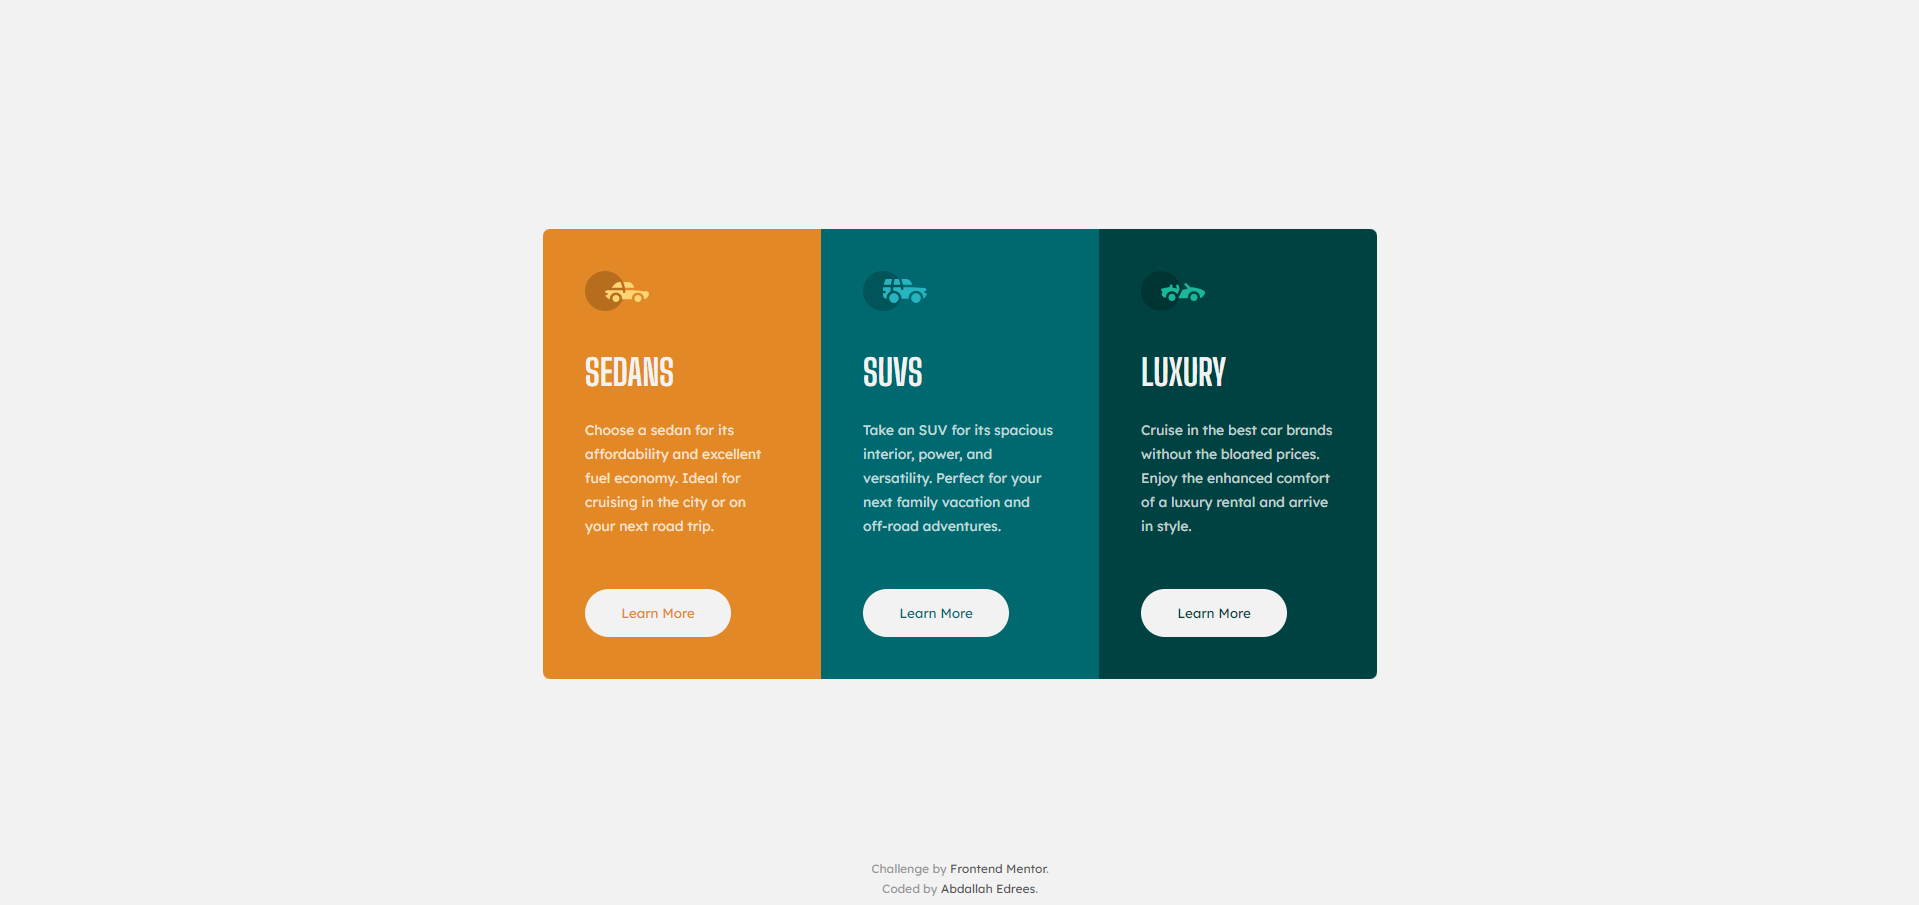 SEDANS
Choose a sedan for its
affordability and excellent
fuel economy. Ideal for
cruising in the city or on
your next road trip.
Learn More
SUVS
Take an SUV for its spacious
interior, power, and
versatility. Perfect for your
next family vacation and
off-road adventures.
Learn More
LUXURY
Cruise in the best car brands
without the bloated prices.
Enjoy the enhanced comfort
of a luxury rental and arrive
in style.
Learn More
Challenge by Frontend Mentor.
Coded by Abdallah Edrees.